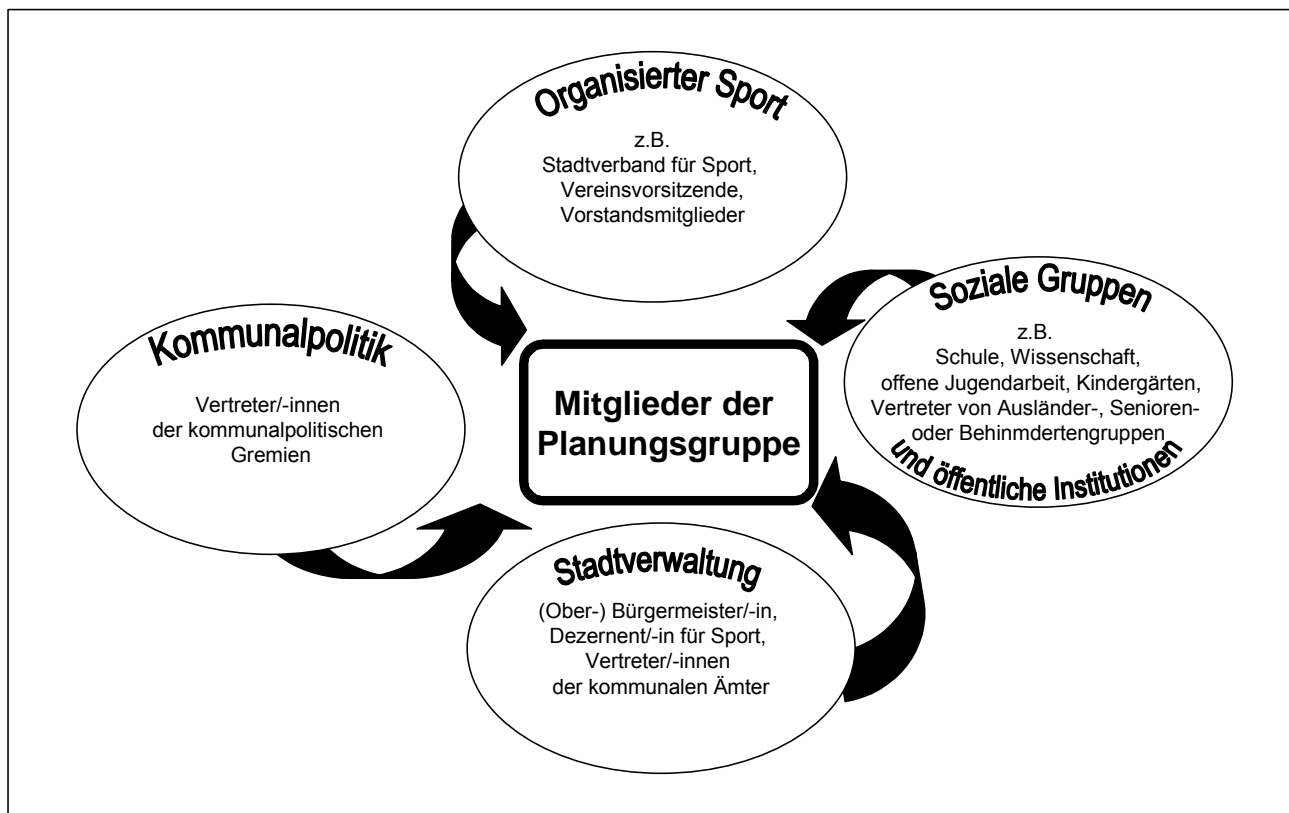 Organisierter Sport
z.B.
Stadtverband für Sport,
Vereinsvorsitzende,
Vorstandsmitglieder
Soziale Gruppen
z.B.
Schule, Wissenschaft,
offene Jugendarbeit, Kindergärten,
Vertreter von Ausländer-, Senioren-
oder Behinmdertengruppen
und öffentliche Institutionen
Kommunalpolitik
Vertreter/-innen
der kommunalpolitischen
Gremien
Mitglieder der
Planungsgruppe
Stadtverwaltung
(Ober-) Bürgermeister/-in,
Dezernent/-in für Sport,
Vertreter/-innen
der kommunalen Ämter